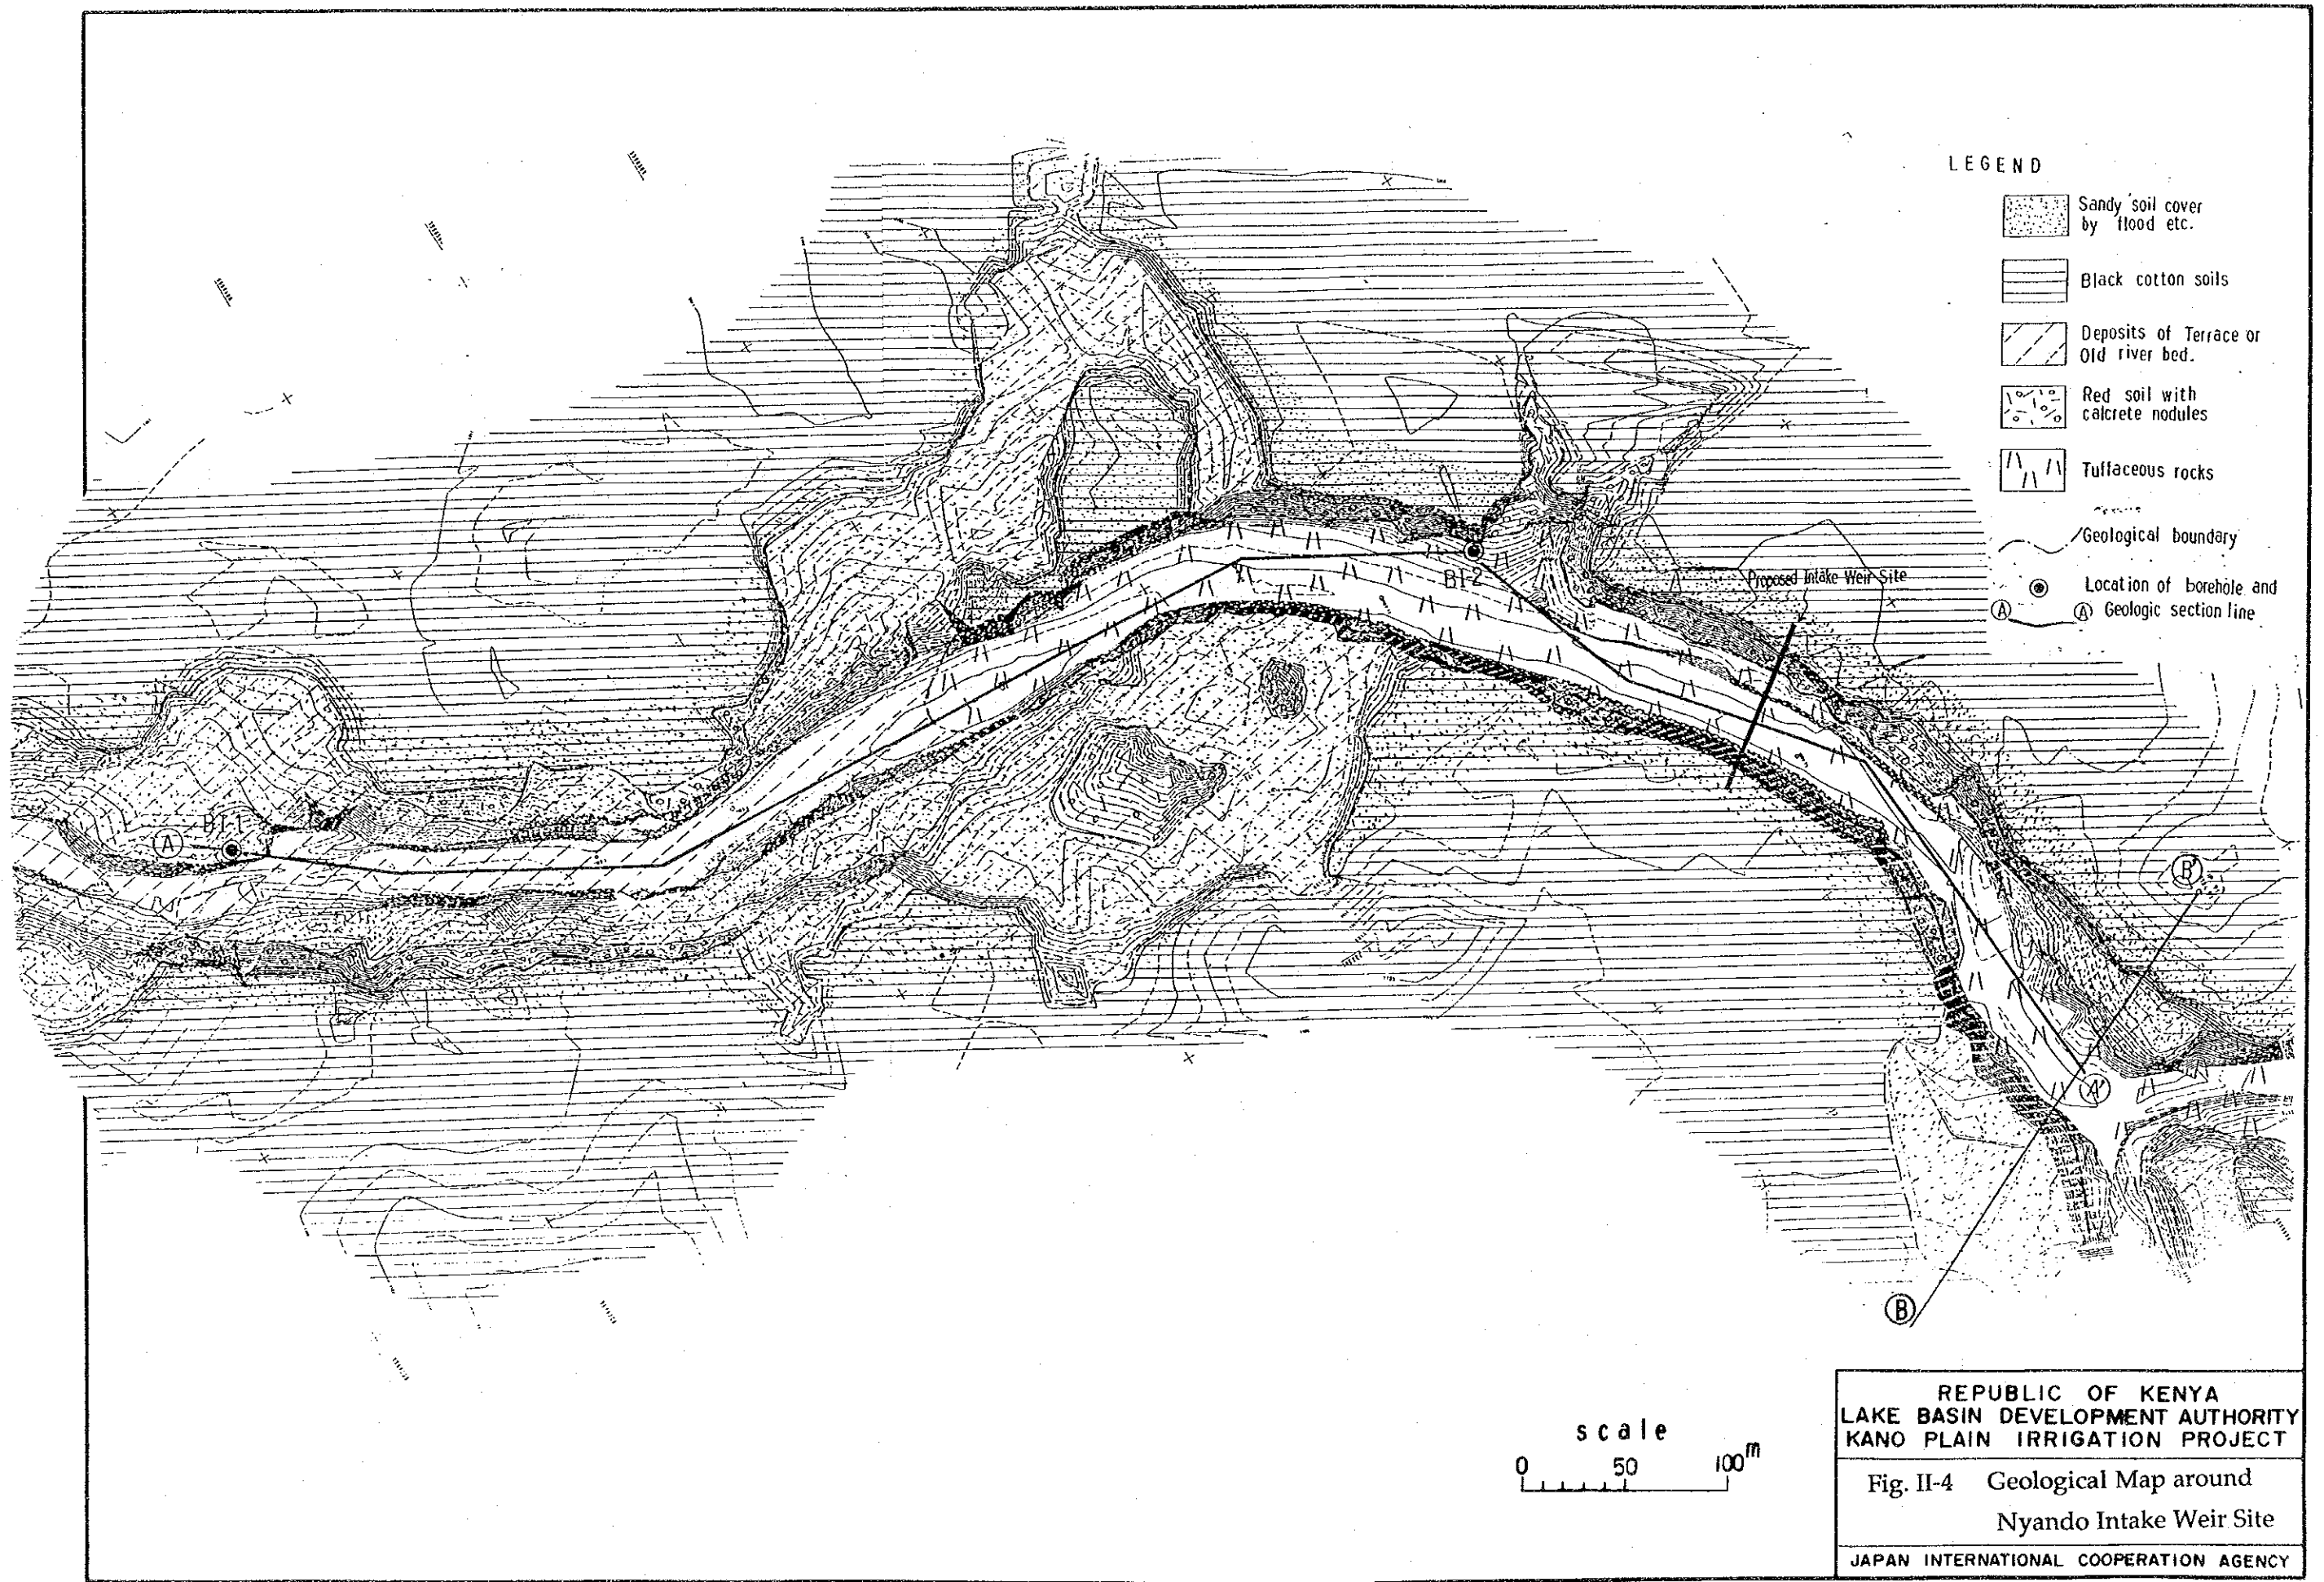 LEGEND
Sandy soil cover
by flood etc.
Black cotton soils
Deposits of Terrace or
Old river bed.
Red soil with
calcrete nodules
Tuffaceous rocks
Geological boundary
Location of borehole and
A A Geologic section line
Proposed Intake Weir Site
BI-2
BI-1
A
B'
A'
B
scale
0 50 100m
REPUBLIC OF KENYA
LAKE BASIN DEVELOPMENT AUTHORITY
KANO PLAIN IRRIGATION PROJECT
Fig. II-4 Geological Map around
Nyando Intake Weir Site
JAPAN INTERNATIONAL COOPERATION AGENCY